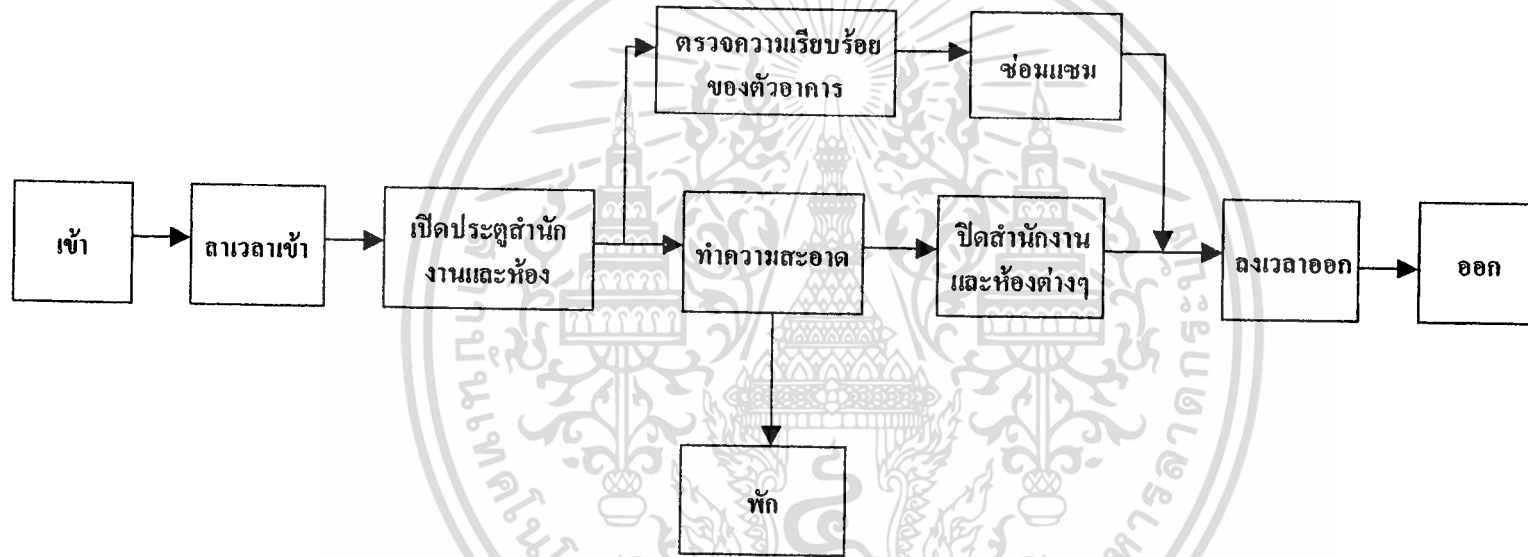 ตรวจความเรียบร้อย
ของตัวอาคาร
ซ่อมแซม
เข้า
ลาเวลาเข้า
เปิดประตูสำนัก
งานและห้อง
ทำความสะอาด
ปิดสำนักงาน
และห้องต่างๆ
ลงเวลาออก
ออก
พัก